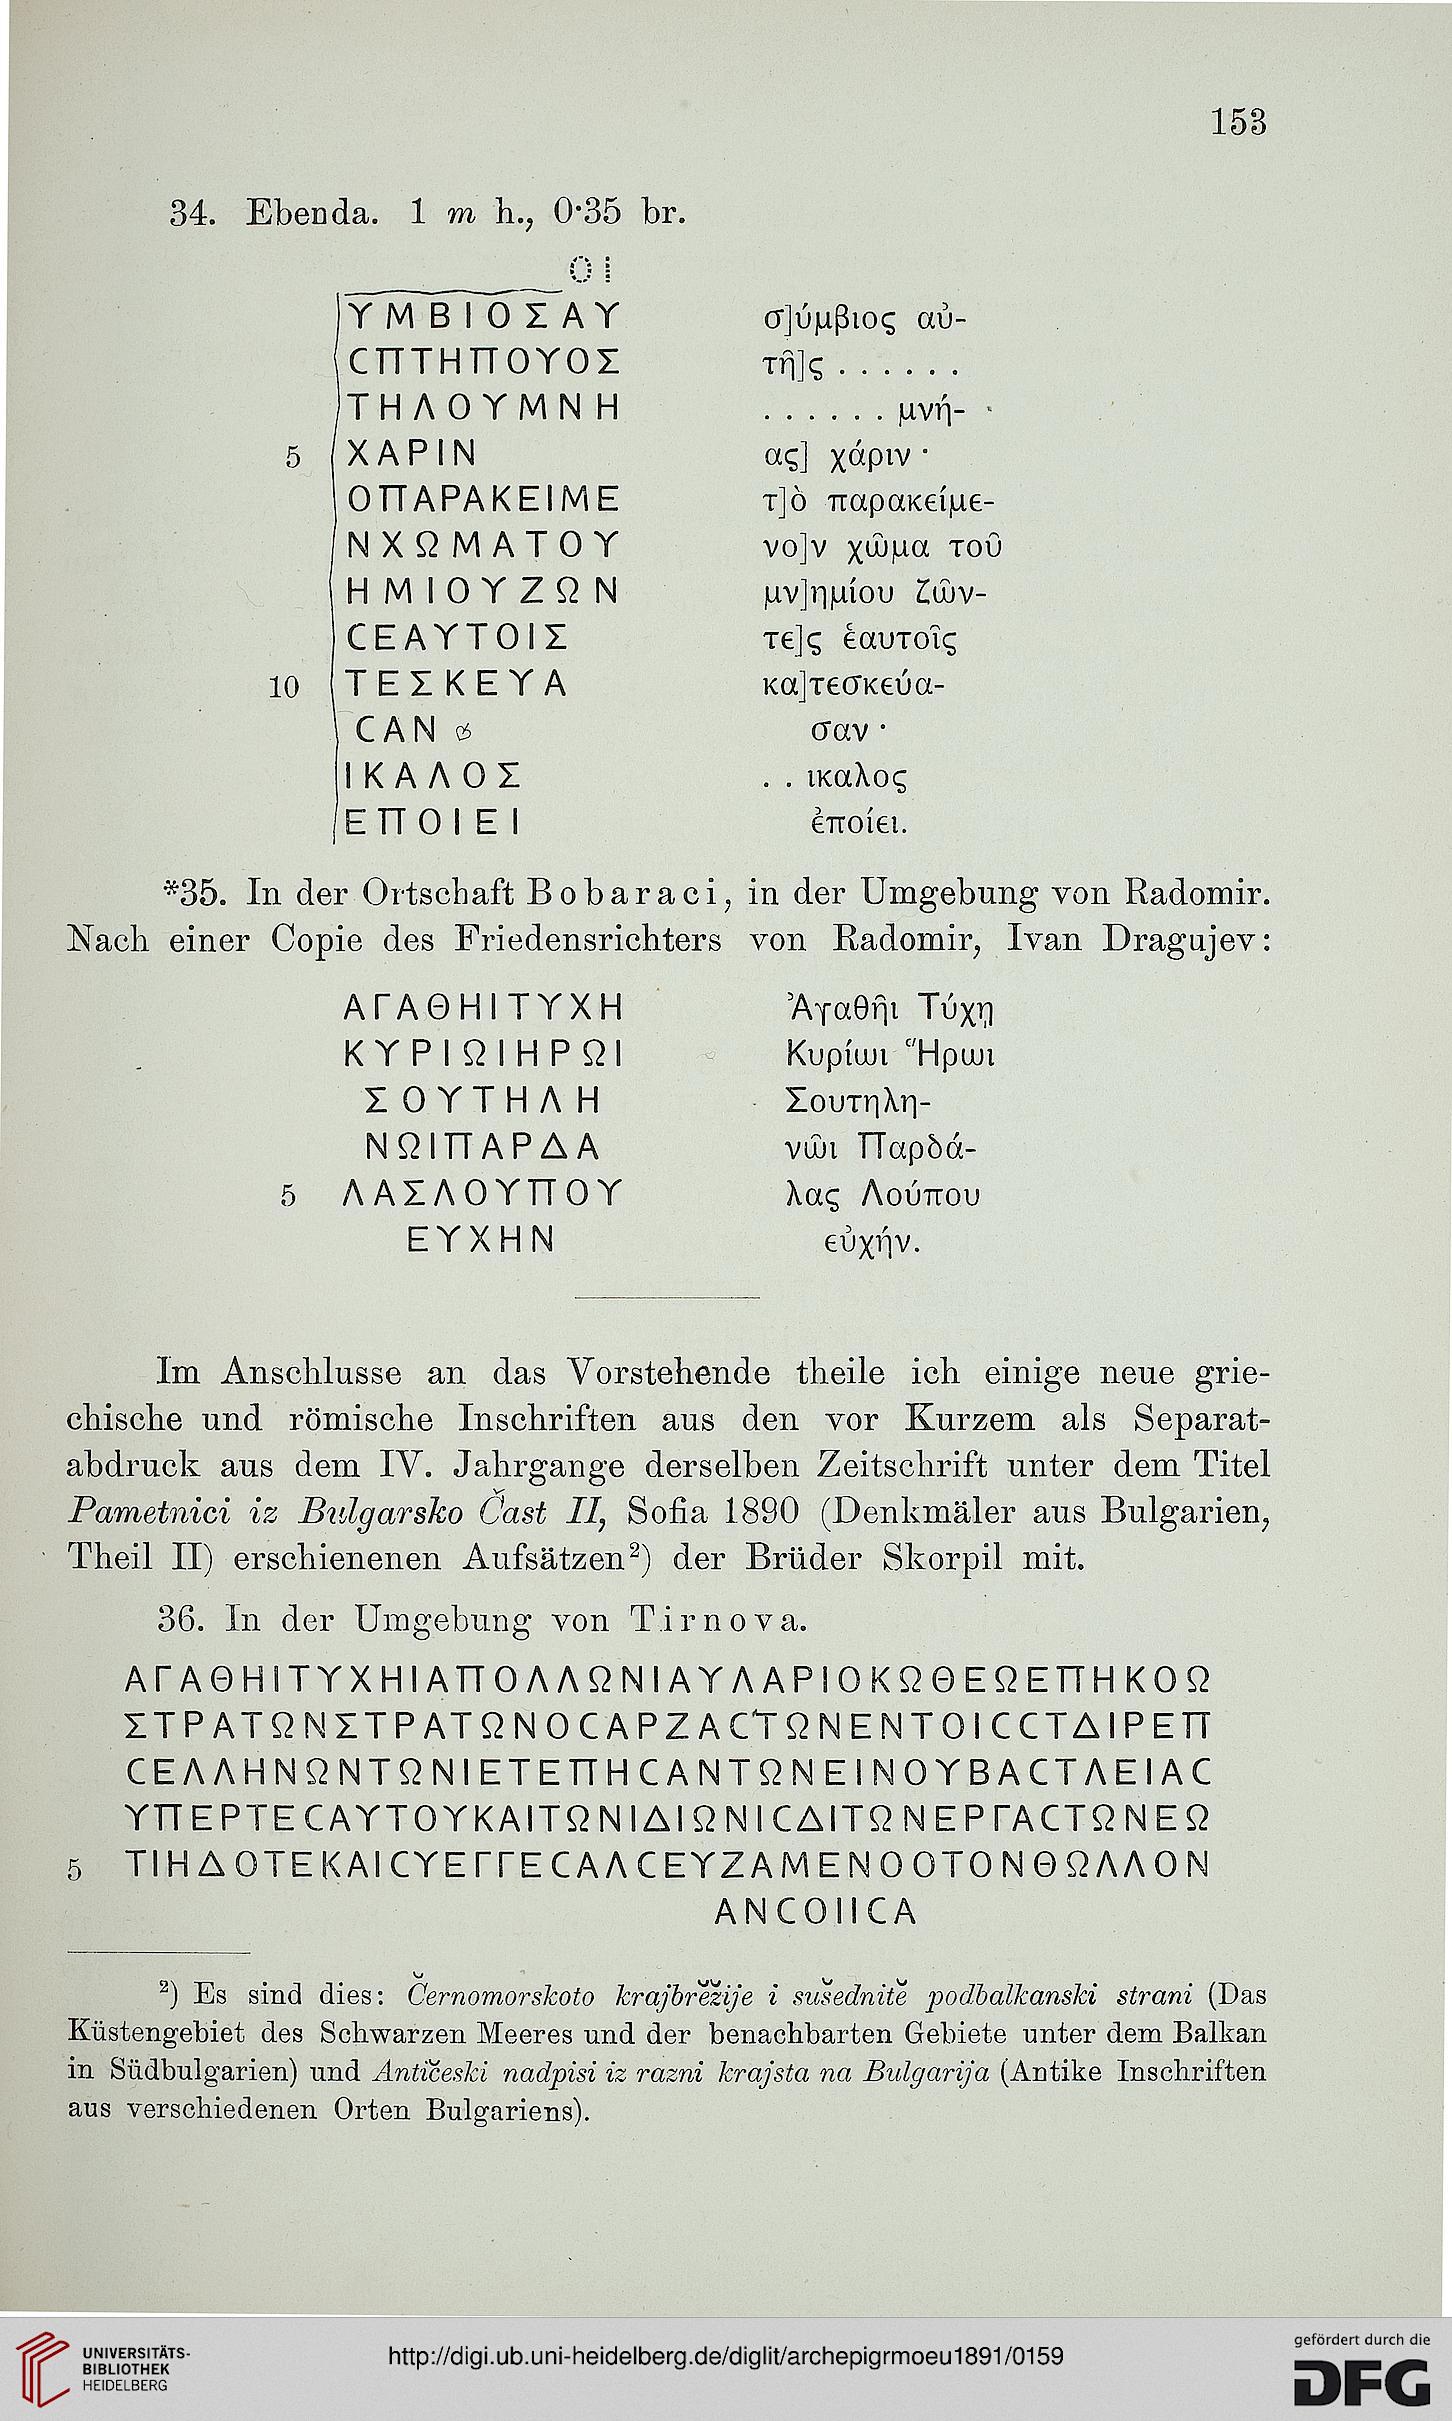 153
34. Ebenda. 1 m h., 0·35 br.
ΟΙ
ΥΜΒΙΟΣΑΥ σ]ύμβιος αὐ-
CΠΤΗΠΟΥΟΣ τῆ]ς . . . . . .
ΤΗΛΟΥΜΝΗ . . . . . . μνή-
5 ΧΑΡΙΝ ας] χάριν ·
ΟΠΑΡΑΚΕΙΜΕ τ]ὸ παρακείμε-
ΝΧΩΜΑΤΟΥ νο]ν χῶμα τοῦ
ΗΜΙΟΥΖΩΝ μν]ημίου ζῶν-
CΕΑΥΤΟΙΣ τε]ς ἑαυτοῖς
10 ΤΕΣΚΕΥΑ κα]τεσκεύα-
CΑΝ ☙ σαν ·
ΙΚΑΛΟΣ . . ικαλος
ΕΠΟΙΕΙ ἐποίει.
*35. In der Ortschaft Bobaraci, in der Umgebung von Radomir.
Nach einer Copie des Friedensrichters von Radomir, Ivan Dragujev:
ΑΓΑΘΗΙΤΥΧΗ Ἀγαθῆι Τύχῃ
ΚΥΡΙΩΙΗΡΩΙ Κυρίωι Ἥρωι
ΣΟΥΤΗΛΗ Σουτηλη-
ΝΩΙΠΑΡΔΑ νῶι Παρδά-
5 ΛΑΣΛΟΥΠΟΥ λας Λούπου
ΕΥΧΗΝ εὐχήν.
Im Anschlusse an das Vorstehende theile ich einige neue grie-
chische und römische Inschriften aus den vor Kurzem als Separat-
abdruck aus dem IV. Jahrgange derselben Zeitschrift unter dem Titel
Pametnici iz Bulgarsko Čast II, Sofia 1890 (Denkmäler aus Bulgarien,
Theil II) erschienenen Aufsätzen²) der Brüder Skorpil mit.
36. In der Umgebung von Tirnova.
ΑΓΑΘΗΙΤΥΧΗΙΑΠΟΛΛΩΝΙΑΥΛΑΡΙΟΚΩΘΕΩΕΠΗΚΟΩ
ΣΤΡΑΤΩΝΣΤΡΑΤΩΝΟCΑΡΖΑCΤΩΝΕΝΤΟΙCCΤΔΙΡΕΠ
CΕΛΛΗΝΩΝΤΩΝΙΕΤΕΠΗCΑΝΤΩΝΕΙΝΟΥΒΑCΤΛΕΙΑC
ΥΠΕΡΤΕCΑΥΤΟΥΚΑΙΤΩΝΙΔΙΩΝΙCΔΙΤΩΝΕΡΓΑCΤΩΝΕΩ
5 ΤΙΗΔΟΤΕΚΑΙCΥΕΓΓΕCΑΛCΕΥΖΑΜΕΝΟΟΤΟΝΘΩΛΛΟΝ
ΑΝCΟΙΙCΑ
²) Es sind dies: Černomorskoto krajbrěžije i susědnitě podbalkanski strani (Das
Küstengebiet des Schwarzen Meeres und der benachbarten Gebiete unter dem Balkan
in Südbulgarien) und Antičeski nadpisi iz razni krajsta na Bulgarija (Antike Inschriften
aus verschiedenen Orten Bulgariens).
UNIVERSITÄTS-
BIBLIOTHEK
HEIDELBERG
http://digi.ub.uni-heidelberg.de/diglit/archepigrmoeu1891/0159
gefördert durch die
DFG